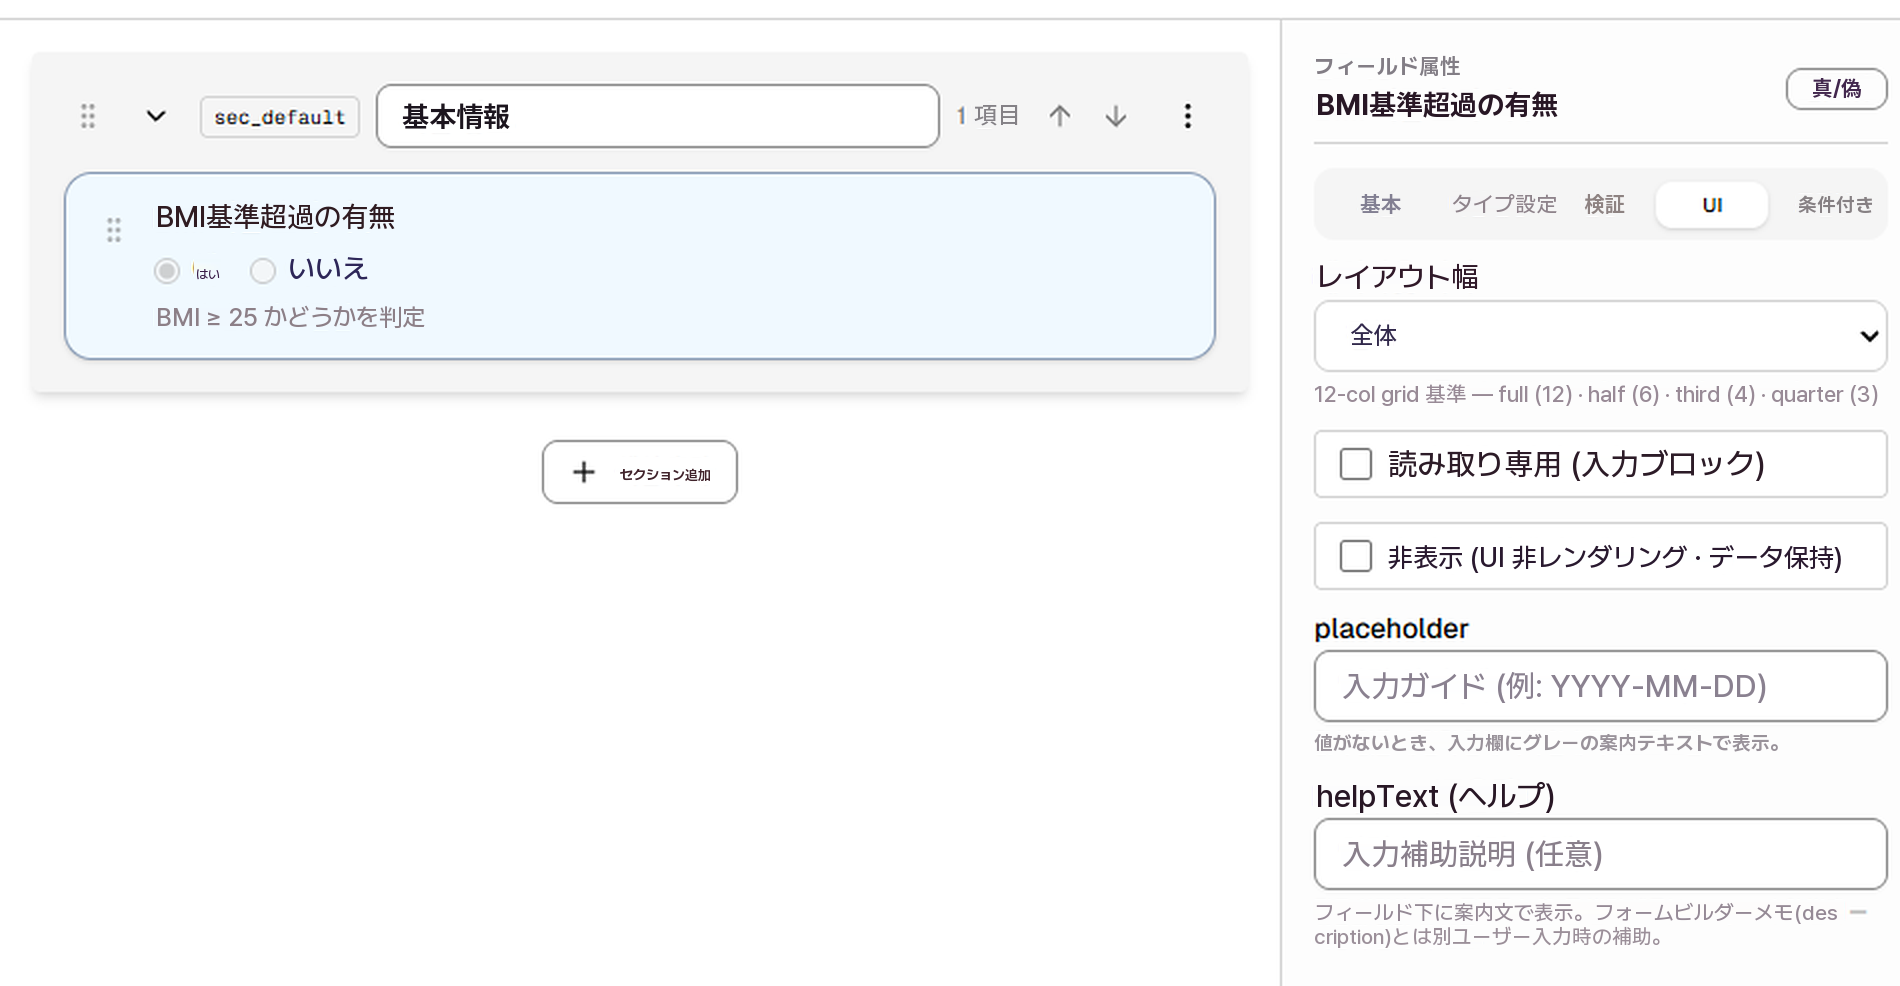 sec_default
基本情報
1 項目
BMI基準超過の有無
はい
いいえ
BMI ≥ 25 かどうかを判定
セクション追加
フィールド属性
BMI基準超過の有無
真/偽
基本
タイプ設定
検証
UI
条件付き
レイアウト幅
全体
12-col grid 基準 — full (12) · half (6) · third (4) · quarter (3)
読み取り専用 (入力ブロック)
非表示 (UI 非レンダリング · データ保持)
placeholder
入力ガイド (例: YYYY-MM-DD)
値がないとき、入力欄にグレーの案内テキストで表示。
helpText (ヘルプ)
入力補助説明 (任意)
フィールド下に案内文で表示。フォームビルダーメモ(des —
cription)とは別ユーザー入力時の補助。